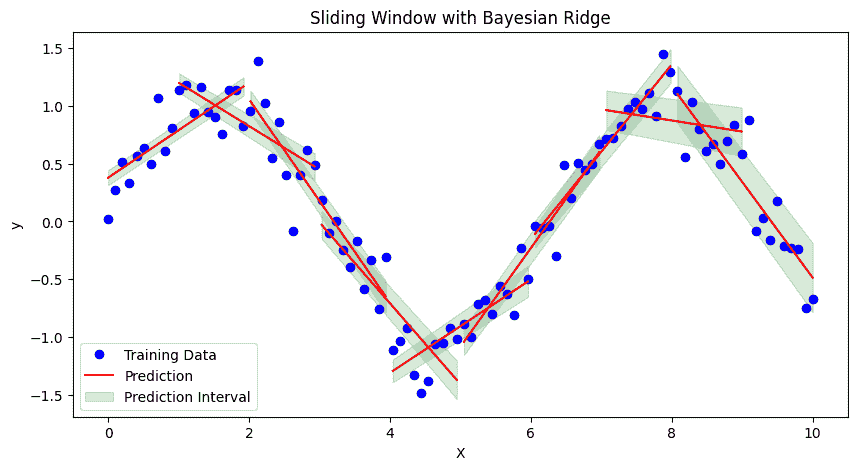 Sliding Window with Bayesian Ridge
1.5
1.0
0.5
0.0
−0.5
−1.0
−1.5
y
Training Data
Prediction
Prediction Interval
0 2 4 6 8 10
X